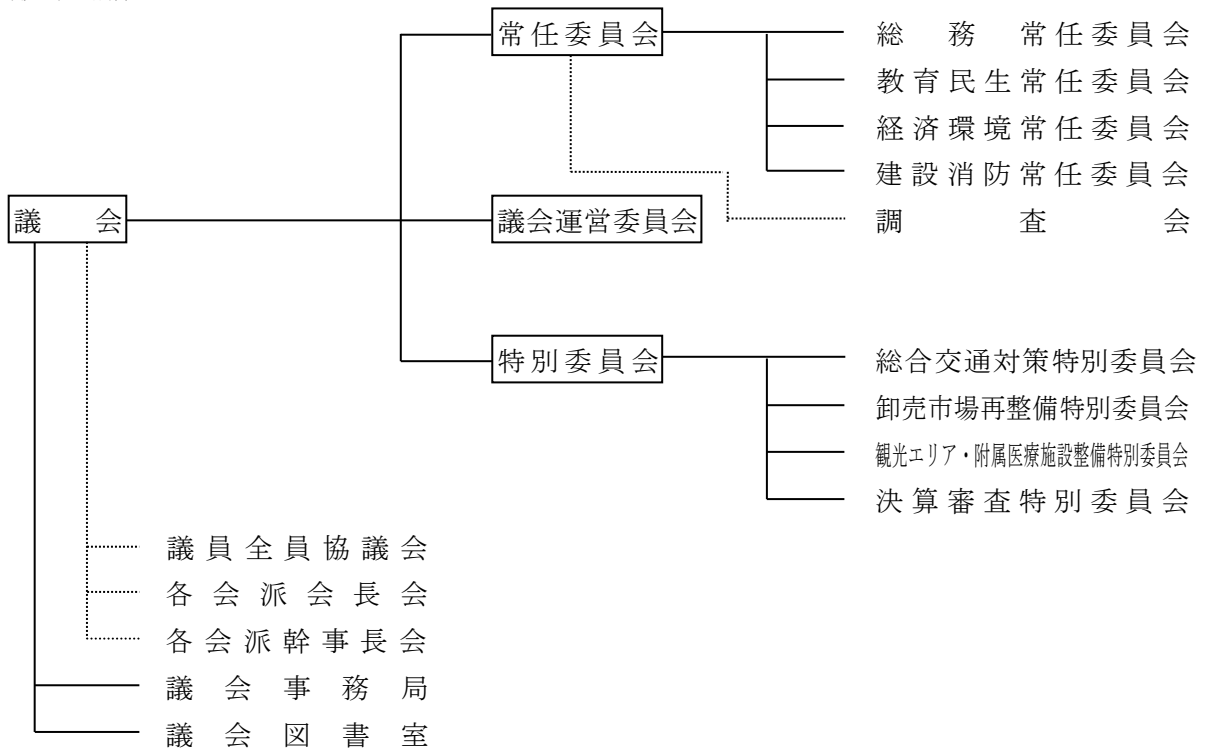 常任委員会
総務常任委員会
教育民生常任委員会
経済環境常任委員会
建設消防常任委員会
調査会
議会
議会運営委員会
特別委員会
総合交通対策特別委員会
卸売市場再整備特別委員会
観光エリア・附属医療施設整備特別委員会
決算審査特別委員会
議員全員協議会
各会派会長会
各会派幹事長会
議会事務局
議会図書室